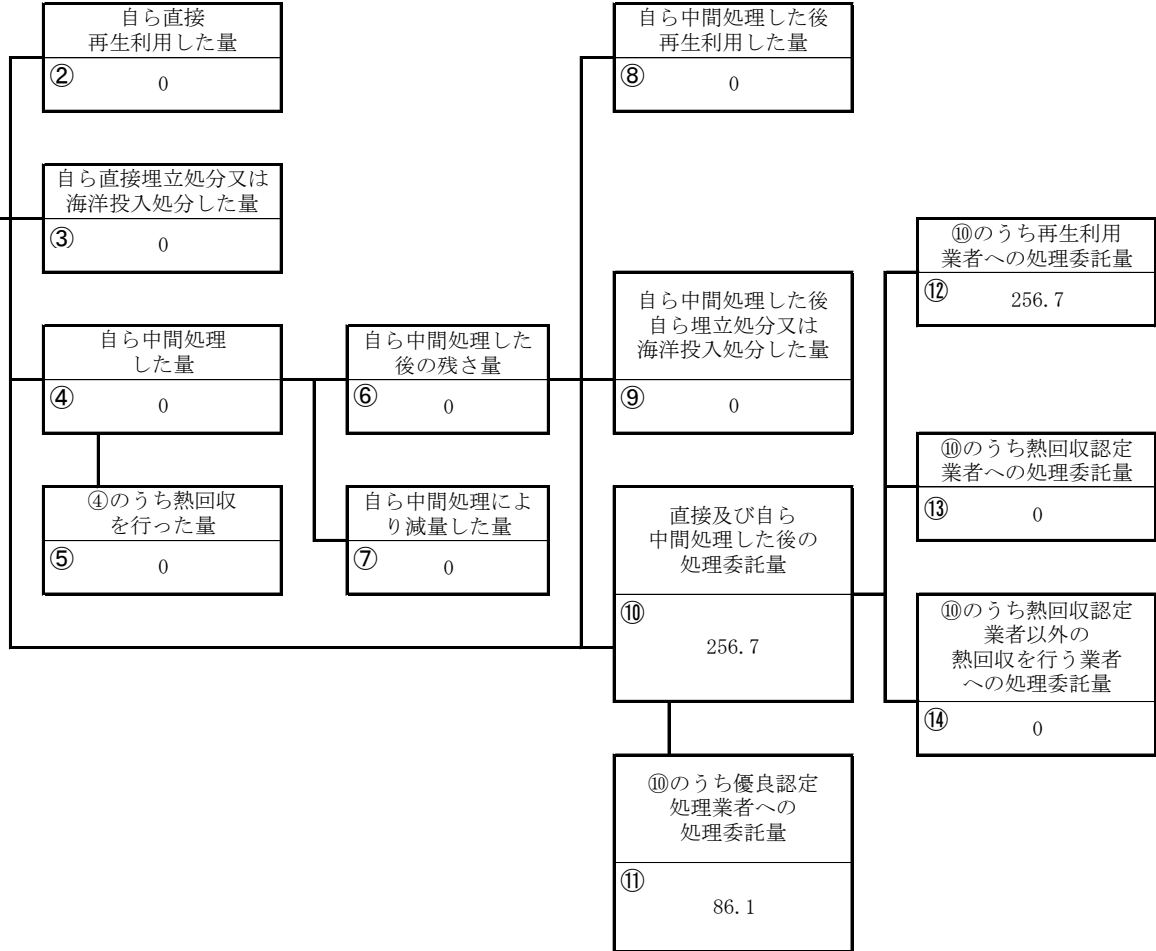 自ら直接
再生利用した量
②
0
自ら中間処理した後
再生利用した量
⑧
0
自ら直接埋立処分又は
海洋投入処分した量
③
0
⑩のうち再生利用
業者への処理委託量
⑫
256.7
自ら中間処理
した量
④
0
自ら中間処理した
後の残さ量
⑥
0
自ら中間処理した後
自ら埋立処分又は
海洋投入処分した量
⑨
0
⑩のうち熱回収認定
業者への処理委託量
⑬
0
④のうち熱回収
を行った量
⑤
0
自ら中間処理によ
り減量した量
⑦
0
直接及び自ら
中間処理した後の
処理委託量
⑩
256.7
⑩のうち熱回収認定
業者以外の
熱回収を行う業者
への処理委託量
⑭
0
⑩のうち優良認定
処理業者への
処理委託量
⑪
86.1